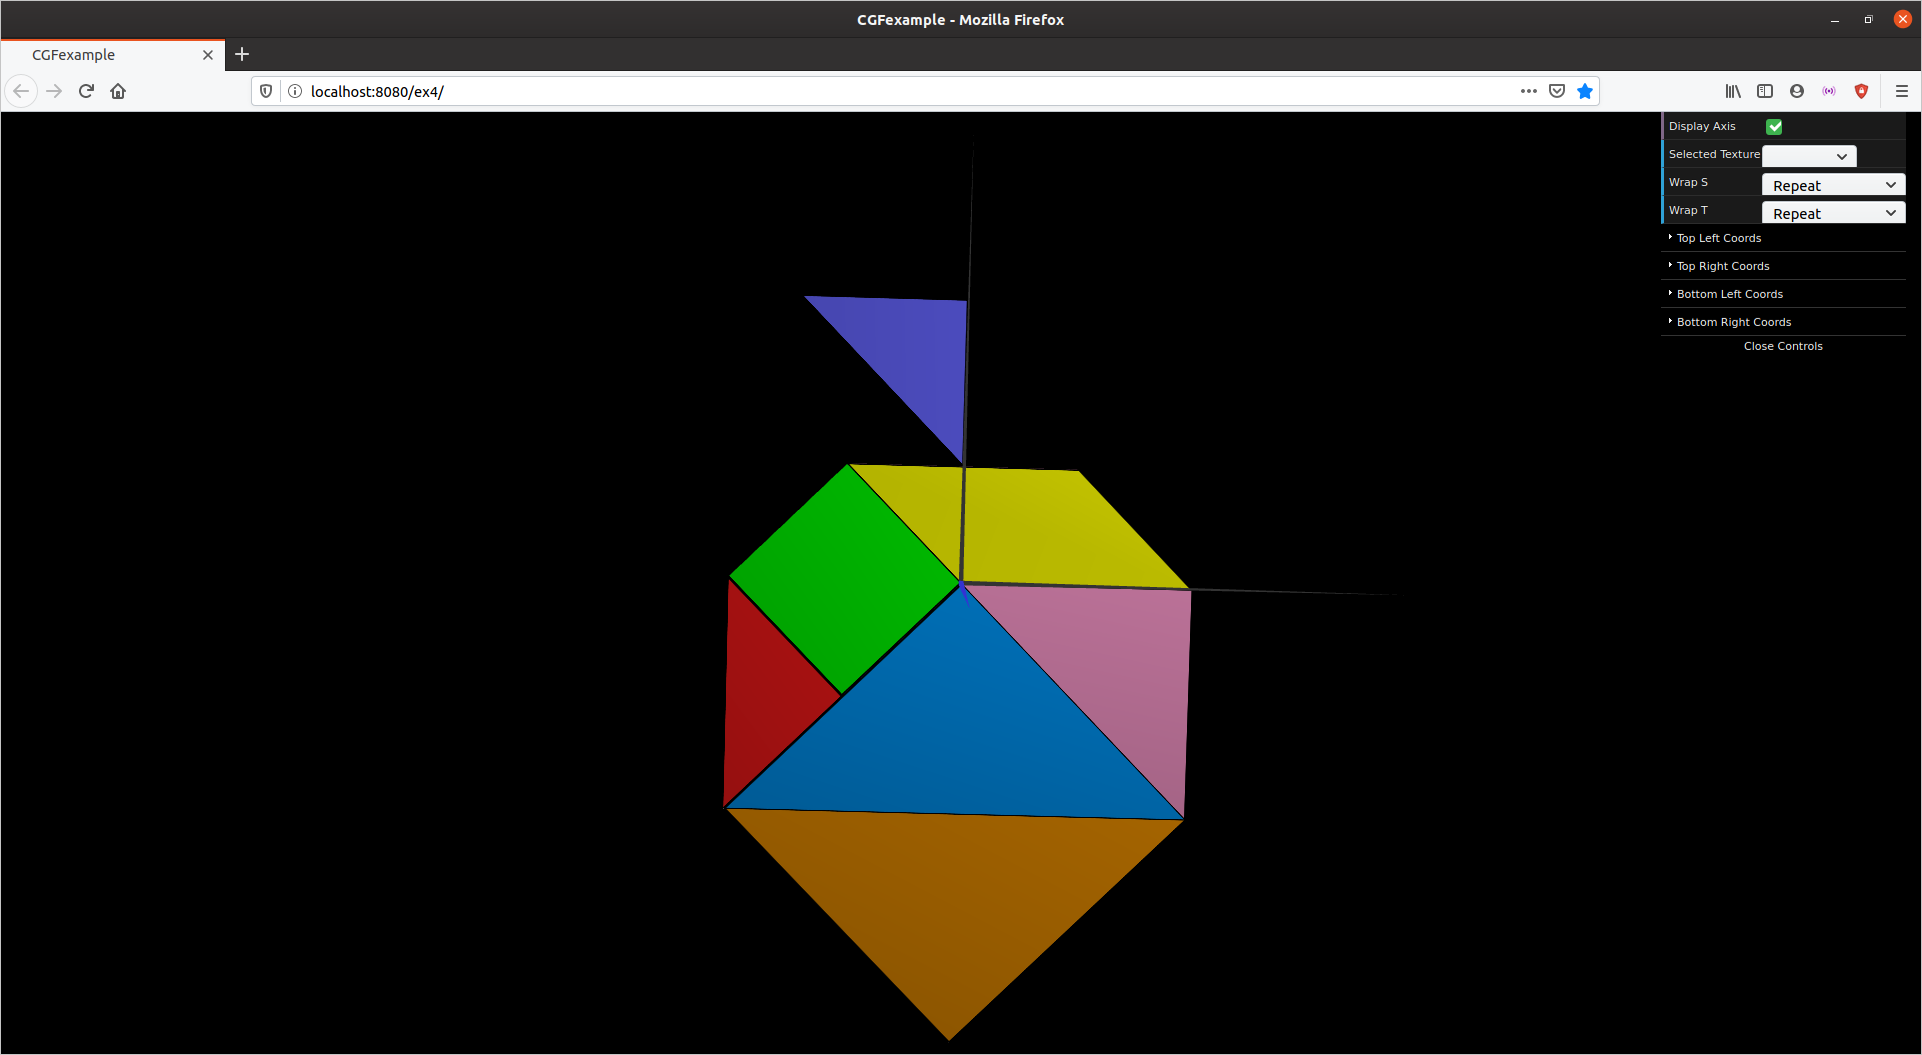 CGFexample - Mozilla Firefox
CGFexample
localhost:8080/ex4/
Display Axis
Selected Texture
Wrap S Repeat
Wrap T Repeat
Top Left Coords
Top Right Coords
Bottom Left Coords
Bottom Right Coords
Close Controls